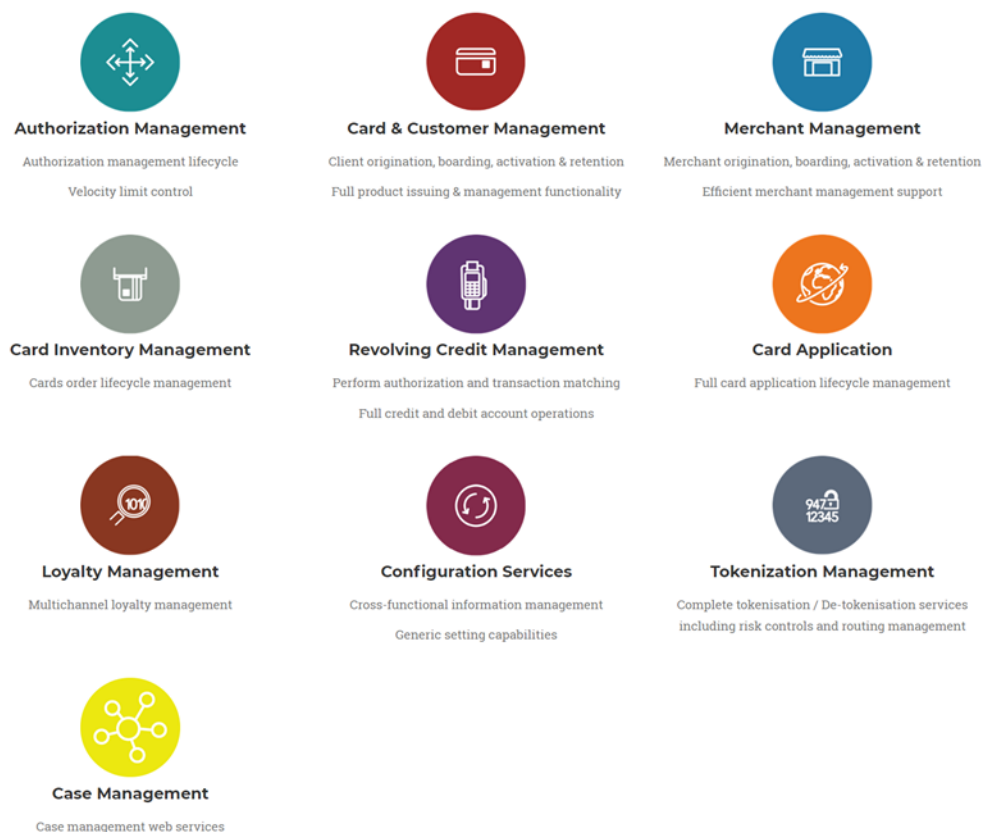 Authorization Management
Authorization management lifecycle
Velocity limit control
Card & Customer Management
Client origination, boarding, activation & retention
Full product issuing & management functionality
Merchant Management
Merchant origination, boarding, activation & retention
Efficient merchant management support
Card Inventory Management
Cards order lifecycle management
Revolving Credit Management
Perform authorization and transaction matching
Full credit and debit account operations
Card Application
Full card application lifecycle management
1010
Loyalty Management
Multichannel loyalty management
Configuration Services
Cross-functional information management
Generic setting capabilities
947
12345
Tokenization Management
Complete tokenisation / De-tokenisation services
including risk controls and routing management
Case Management
Case management web services